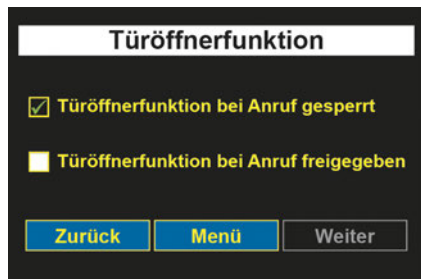 Türöffnerfunktion
Türöffnerfunktion bei Anruf gesperrt
Türöffnerfunktion bei Anruf freigegeben
Zurück Menü Weiter